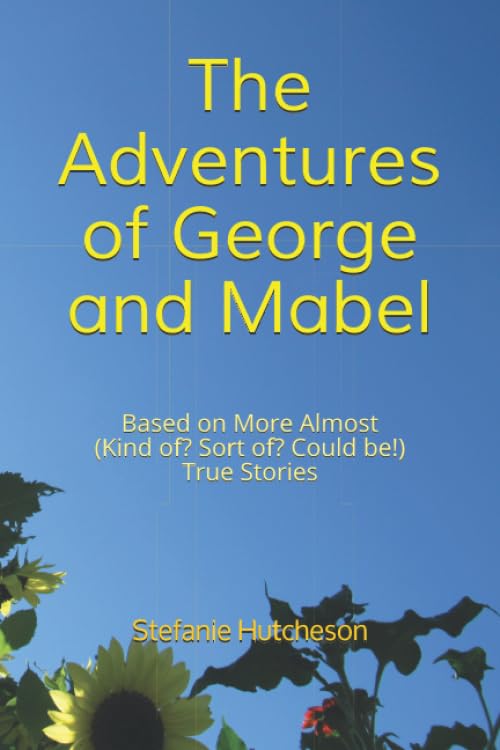 The
Adventures
of George
and Mabel
Based on More Almost
(Kind of? Sort of? Could be!)
True Stories
Stefanie Hutcheson